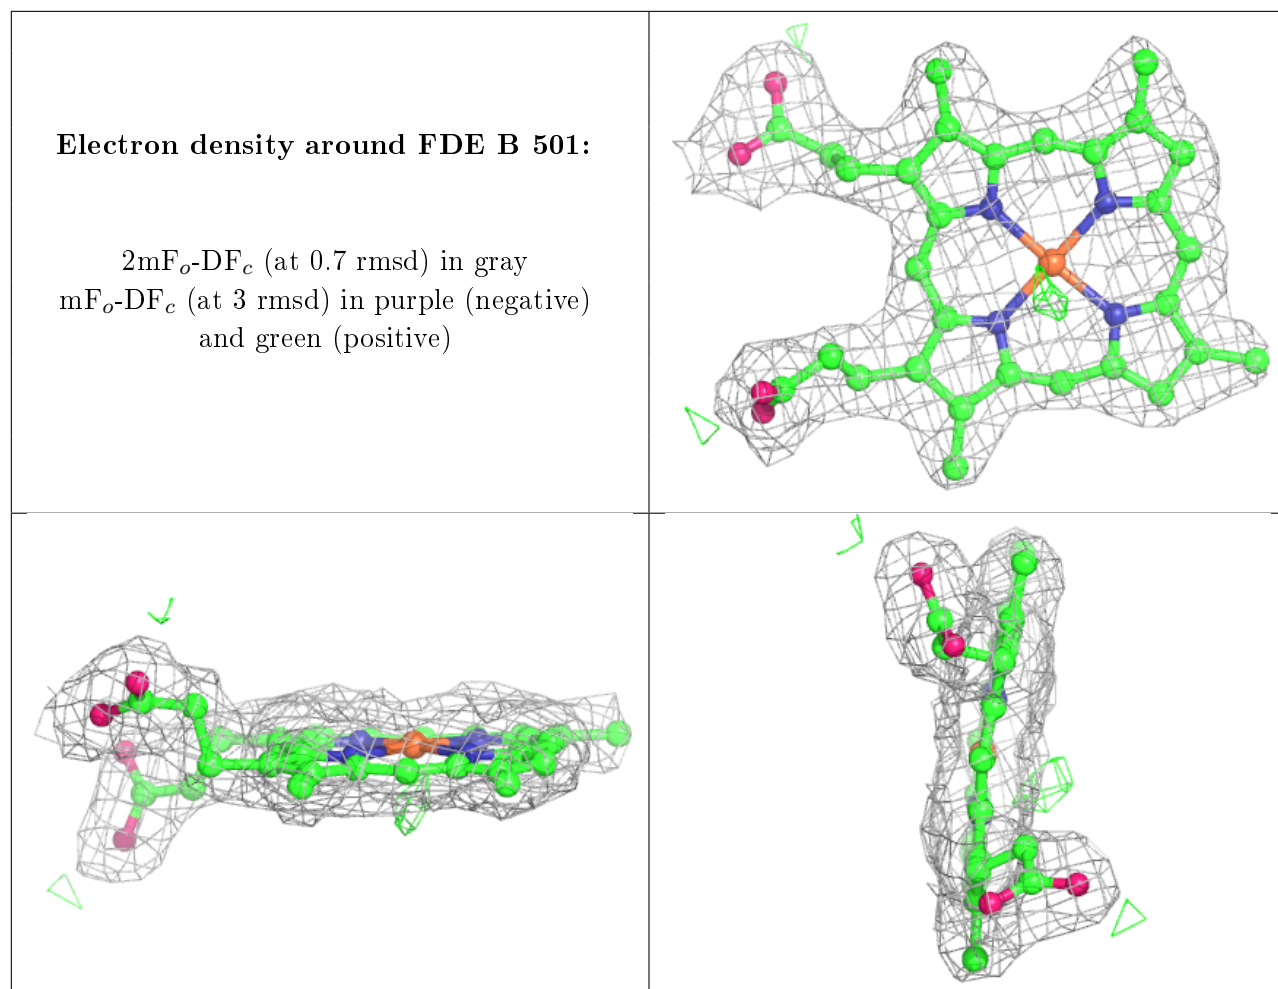 Electron density around FDE B 501:
2mFₒ-DF𝒸 (at 0.7 rmsd) in gray
mFₒ-DF𝒸 (at 3 rmsd) in purple (negative)
and green (positive)